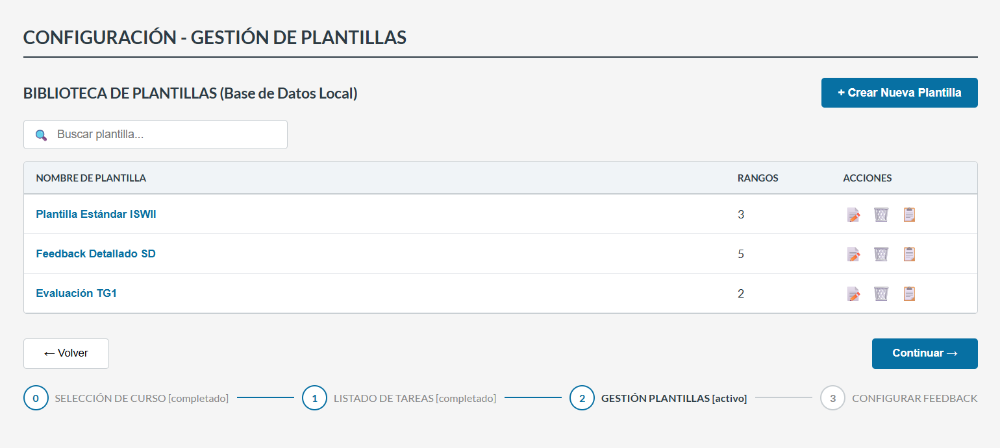 CONFIGURACIÓN - GESTIÓN DE PLANTILLAS
BIBLIOTECA DE PLANTILLAS (Base de Datos Local)
+ Crear Nueva Plantilla
Buscar plantilla...
NOMBRE DE PLANTILLA RANGOS ACCIONES
Plantilla Estándar ISWII 3
Feedback Detallado SD 5
Evaluación TG1 2
← Volver
Continuar →
0 SELECCIÓN DE CURSO [completado] 1 LISTADO DE TAREAS [completado] 2 GESTIÓN PLANTILLAS [activo] 3 CONFIGURAR FEEDBACK